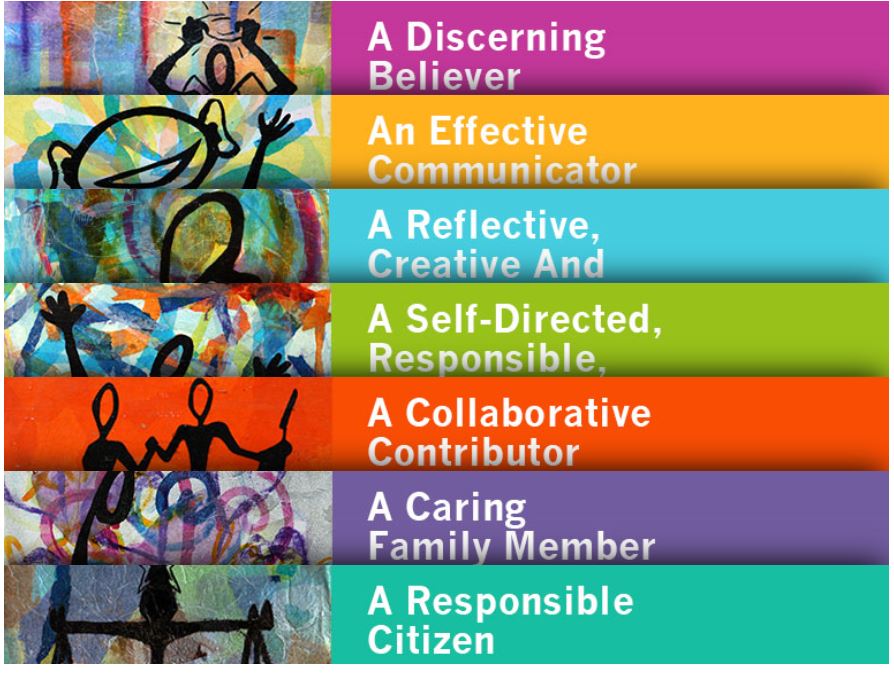 A Discerning
Believer
An Effective
Communicator
A Reflective,
Creative And
A Self-Directed,
Responsible,
A Collaborative
Contributor
A Caring
Family Member
A Responsible
Citizen